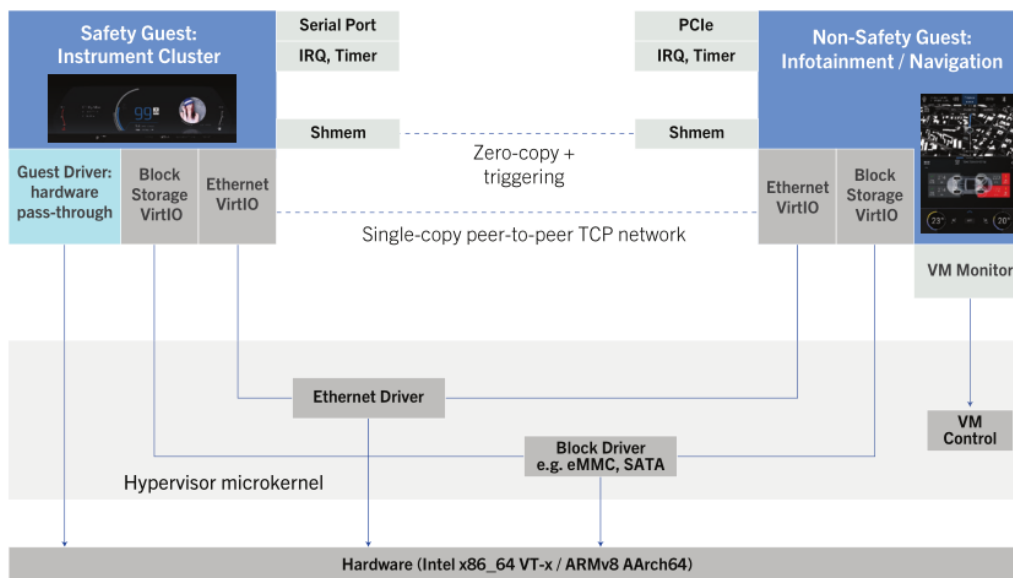 Safety Guest:
Instrument Cluster
Serial Port
IRQ, Timer
Shmem
PCIe
IRQ, Timer
Shmem
Non-Safety Guest:
Infotainment / Navigation
99
Zero-copy +
triggering
Guest Driver:
hardware
pass-through
Block
Storage
VirtIO
Ethernet
VirtIO
Single-copy peer-to-peer TCP network
Ethernet
VirtIO
Block
Storage
VirtIO
23°
20°
VM Monitor
Ethernet Driver
VM
Control
Block Driver
e.g. eMMC, SATA
Hypervisor microkernel
Hardware (Intel x86_64 VT-x / ARMv8 AArch64)